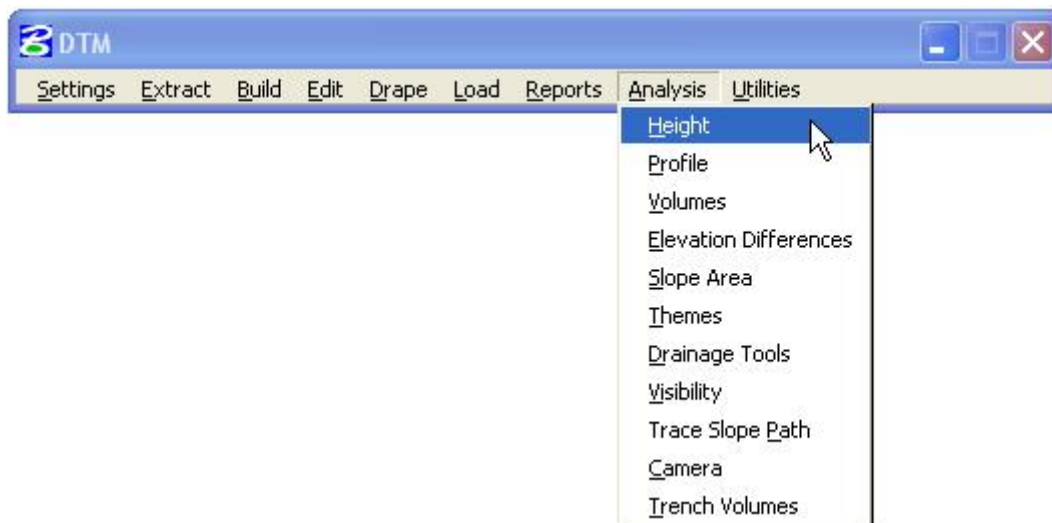 DTM
Settings Extract Build Edit Drape Load Reports Analysis Utilities
Height
Profile
Volumes
Elevation Differences
Slope Area
Themes
Drainage Tools
Visibility
Trace Slope Path
Camera
Trench Volumes